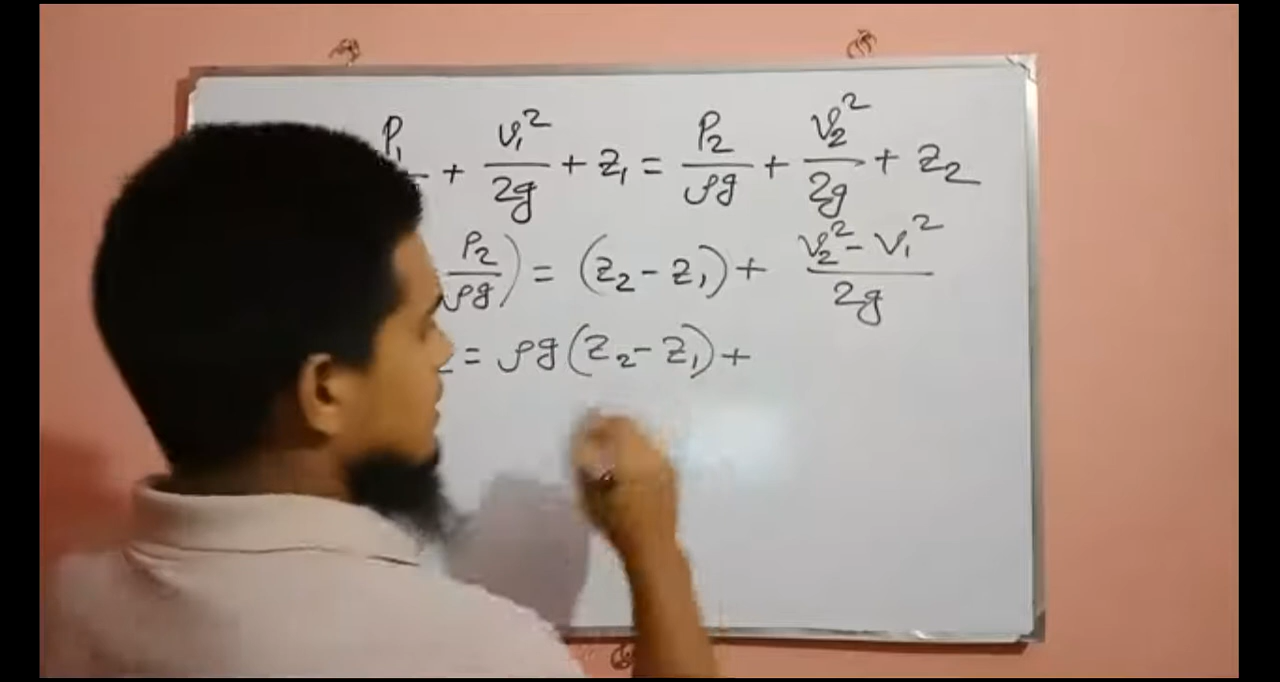 P₁ + v₁²/2g + z₁ = P₂/ρg + v₂²/2g + z₂
P₂/ρg) = (z₂ - z₁) + v₂² - v₁²/2g
₂ = ρg(z₂ - z₁) +